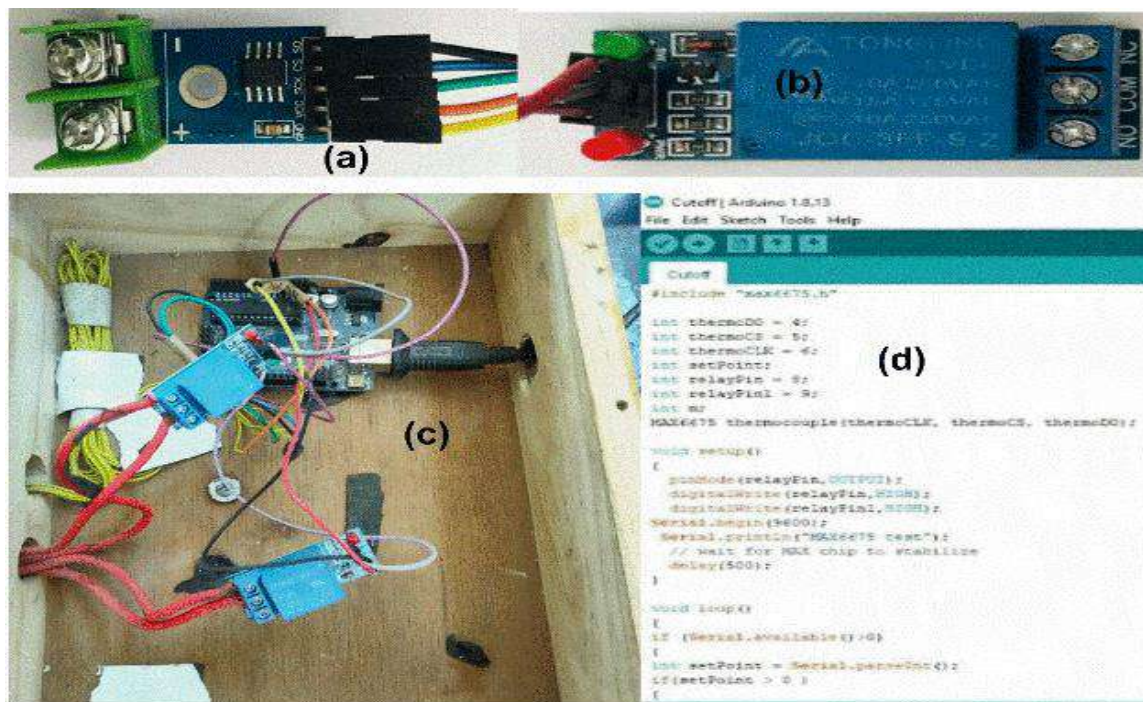 SO
CS
SCK
VCC
GND
-
+
(a)
(b)
TONGLING
NC
COM
NO
(c)
Cutoff | Arduino 1.8.13
File Edit Sketch Tools Help
Cutoff
#include "max6675.h"
int thermoDO = 4;
int thermoCS = 5;
int thermoCLK = 6;
int setPoint;
int relayPin = 8;
int relayPin1 = 9;
int m;
MAX6675 thermocouple(thermoCLK, thermoCS, thermoDO);
void setup()
{
pinMode(relayPin,OUTPUT);
digitalWrite(relayPin,HIGH);
digitalWrite(relayPin1,HIGH);
Serial.begin(9600);
Serial.println("MAX6675 test");
// wait for MAX chip to stabilize
delay(500);
}
void loop()
{
if (Serial.available()>0)
{
int setPoint = Serial.parseInt();
if(setPoint > 0 )
{
(d)